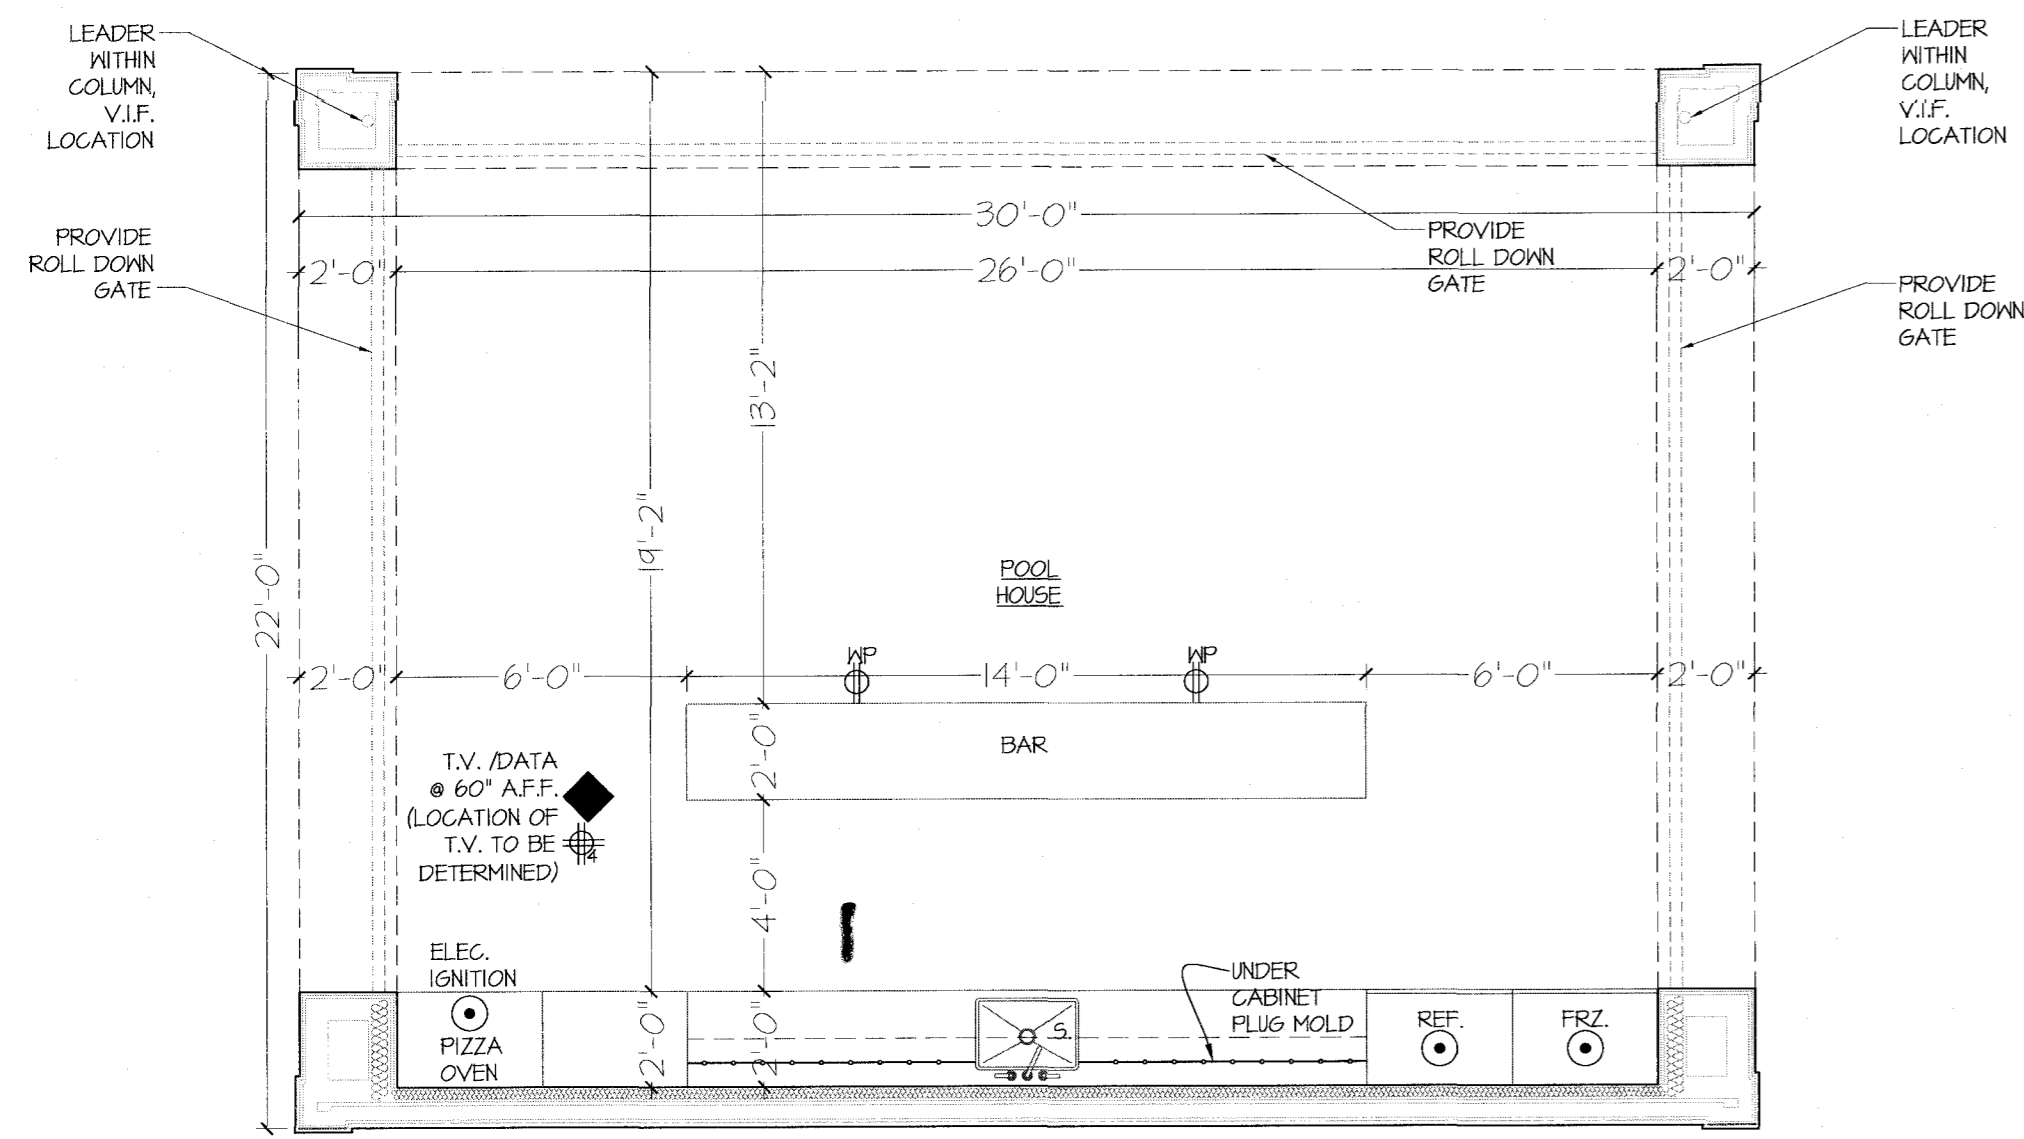 LEADER
WITHIN
COLUMN,
V.I.F.
LOCATION
LEADER
WITHIN
COLUMN,
V.I.F.
LOCATION
30'-0"
PROVIDE
ROLL DOWN
GATE
PROVIDE
ROLL DOWN
GATE
PROVIDE
ROLL DOWN
GATE
2'-0"
26'-0"
2'-0"
13'-2"
19'-2"
22'-0"
POOL
HOUSE
WP
WP
2'-0"
6'-0"
14'-0"
6'-0"
2'-0"
BAR
2'-0"
T.V. /DATA
@ 60" A.F.F.
(LOCATION OF
T.V. TO BE
DETERMINED)
4
4'-0"
ELEC.
IGNITION
PIZZA
OVEN
2'-0"
2'-0"
S.
UNDER
CABINET
PLUG MOLD
REF.
FRZ.